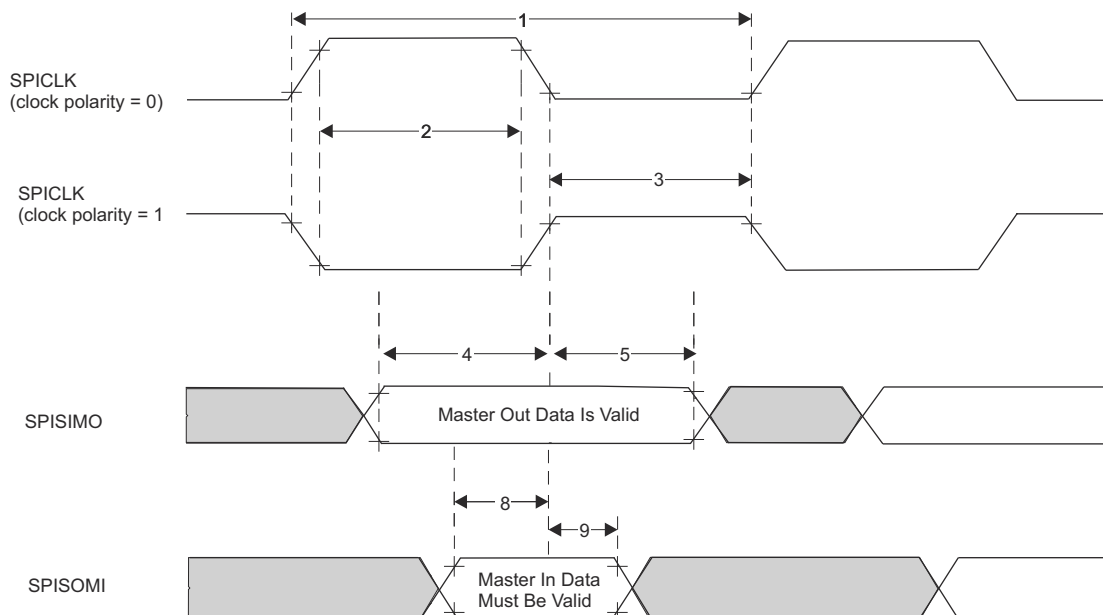 1
SPICLK
(clock polarity = 0)
2
3
SPICLK
(clock polarity = 1
4
5
SPISIMO
Master Out Data Is Valid
8
9
SPISOMI
Master In Data
Must Be Valid